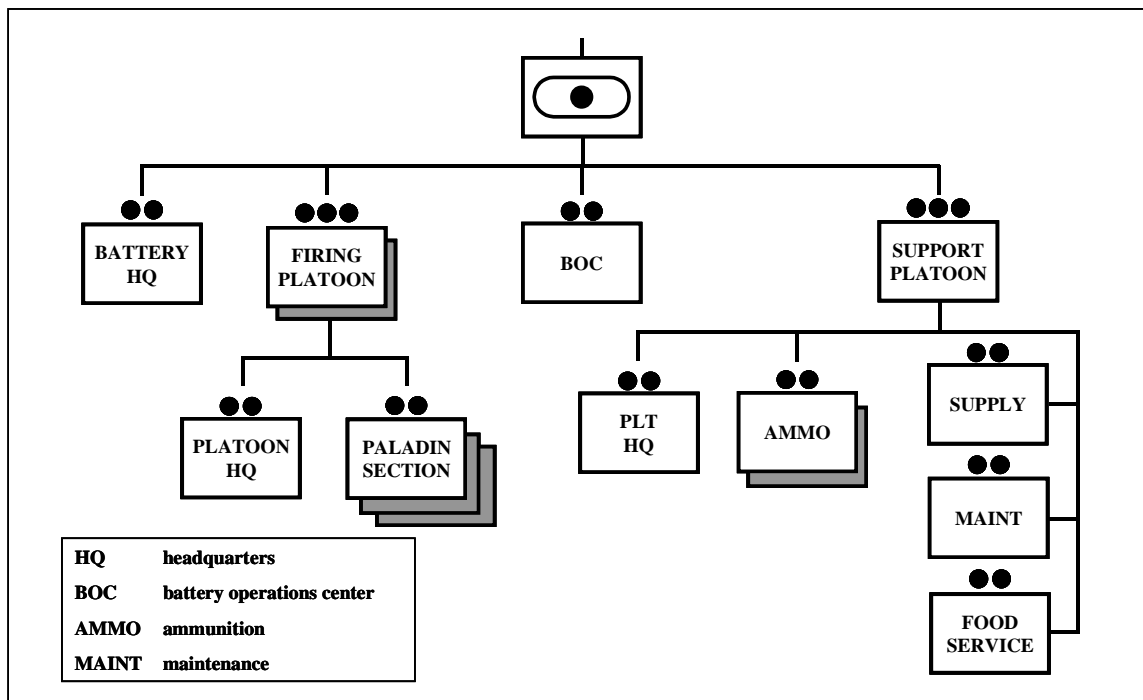 BATTERY
HQ
FIRING
PLATOON
BOC
SUPPORT
PLATOON
PLATOON
HQ
PALADIN
SECTION
PLT
HQ
AMMO
SUPPLY
MAINT
FOOD
SERVICE
HQ headquarters
BOC battery operations center
AMMO ammunition
MAINT maintenance